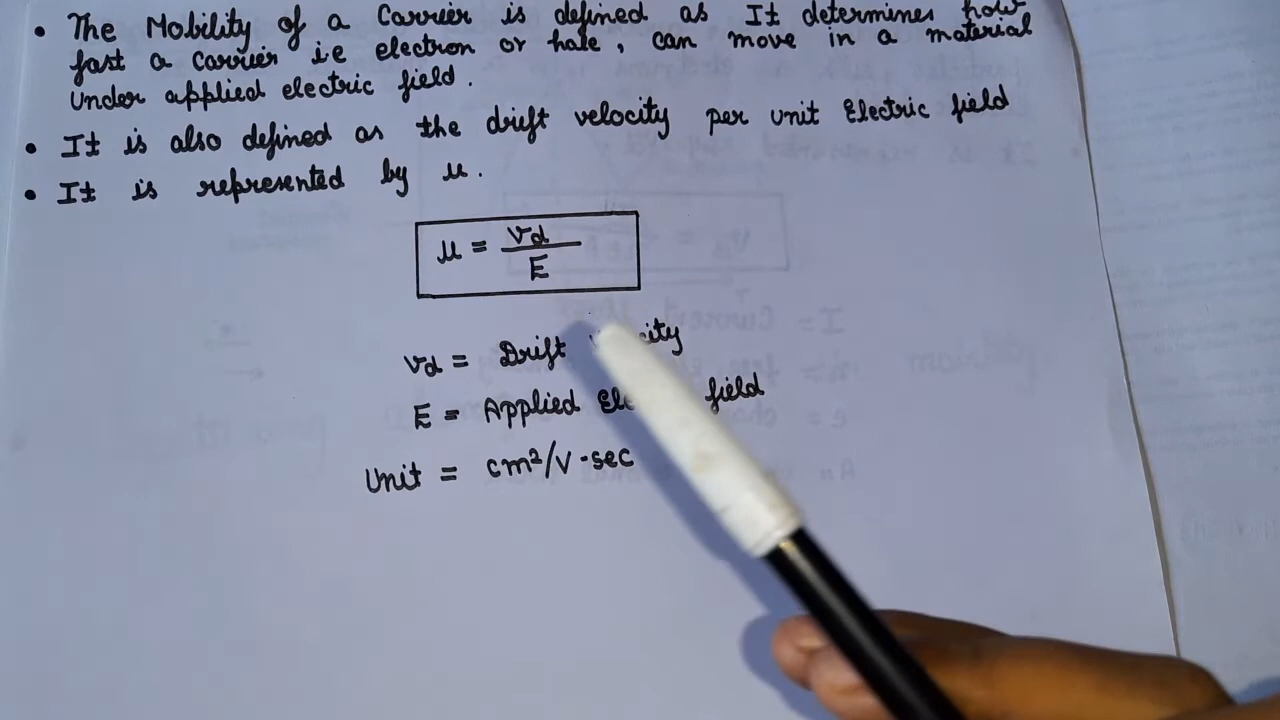 • The Mobility of a Carrier is defined as It determines how
fast a carrier i.e electron or hole, can move in a material
Under applied electric field.
• It is also defined as the drift velocity per unit Electric field
• It is represented by μ.
μ = Vd / E
Vd = Drift city
E = Applied Ele field
Unit = cm²/V·sec